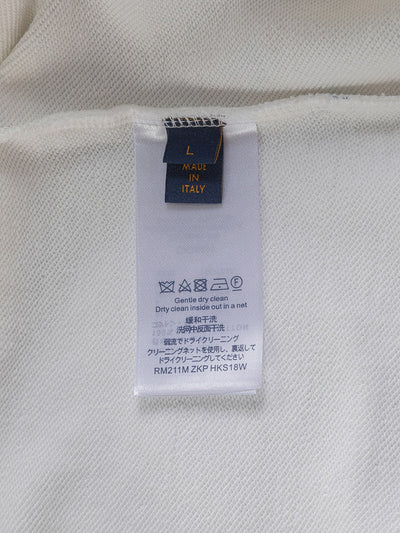 L
MADE
IN
ITALY
F
Gentle dry clean
Drty clean inside out in a net
緩和干洗
洗网中反面干洗
弱流でドライクリーニング
クリーニングネットを使用し、裏返して
ドライクリーニングしてください
RM211M ZKP HKS18W